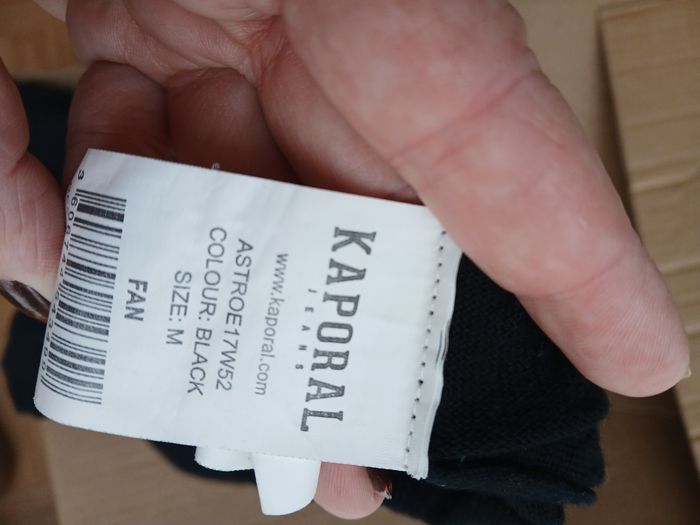 KAPORAL
JEANS
www.kaporal.com
ASTROE17W52
COLOUR: BLACK
SIZE: M
FAN